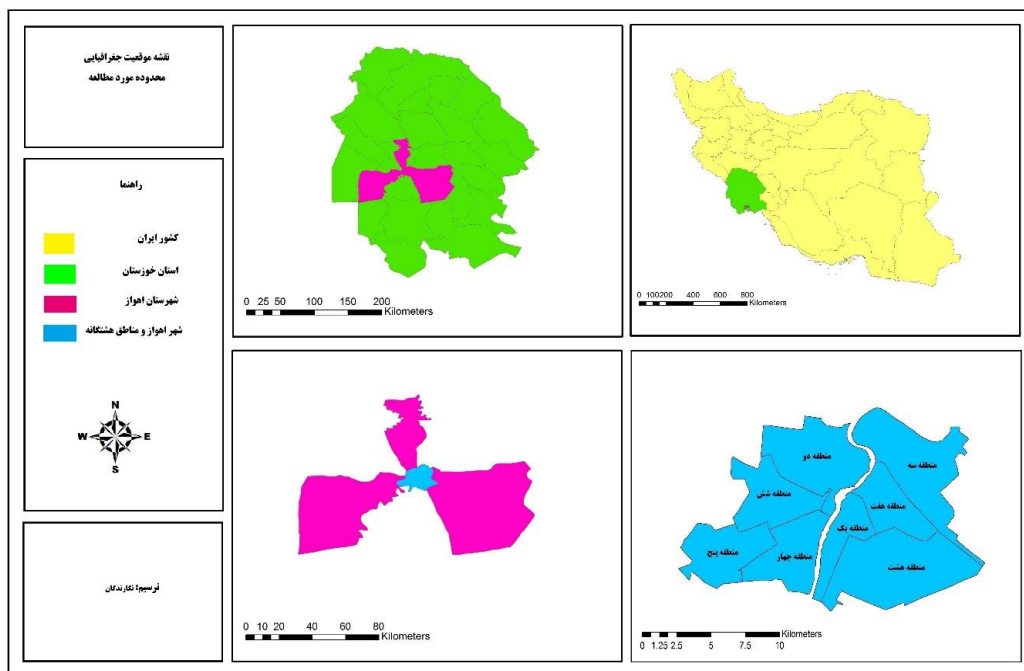 نقشه موقعیت جغرافیایی
محدوده مورد مطالعه
راهنما
کشور ایران
استان خوزستان
شهرستان اهواز
شهر اهواز و مناطق هشتگانه
N
W E
S
ترسیم: نگارندگان
0 25 50 100 150 200
Kilometers
0 100200 400 600 800
Kilometers
0 10 20 40 60 80
Kilometers
منطقه دو
منطقه سه
منطقه شش
منطقه هفت
منطقه یک
منطقه پنج
منطقه چهار
منطقه هشت
0 1.25 2.5 5 7.5 10
Kilometers